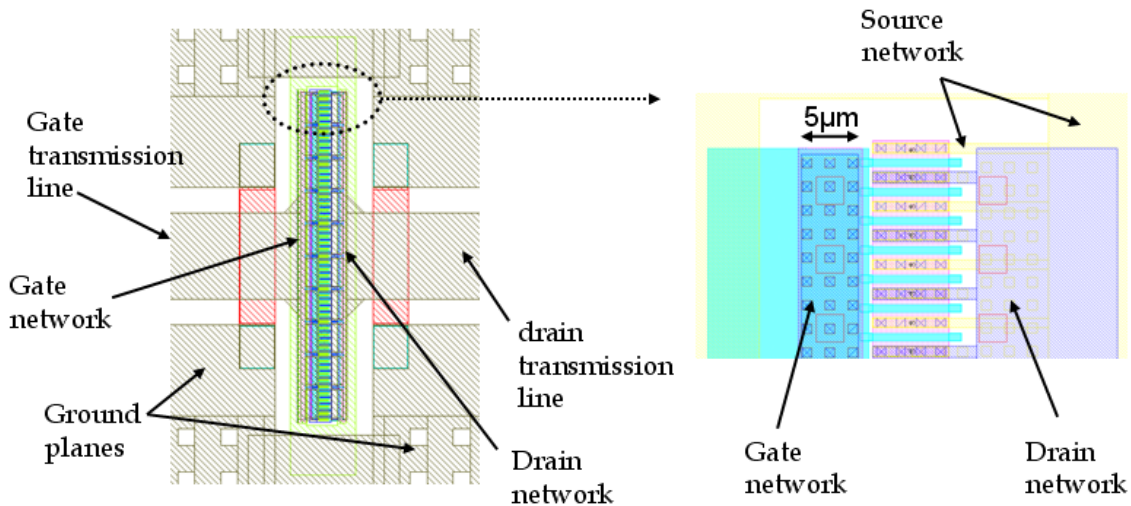 Gate
transmission
line
Gate
network
Ground
planes
drain
transmission
line
Drain
network
Source
network
5µm
Gate
network
Drain
network